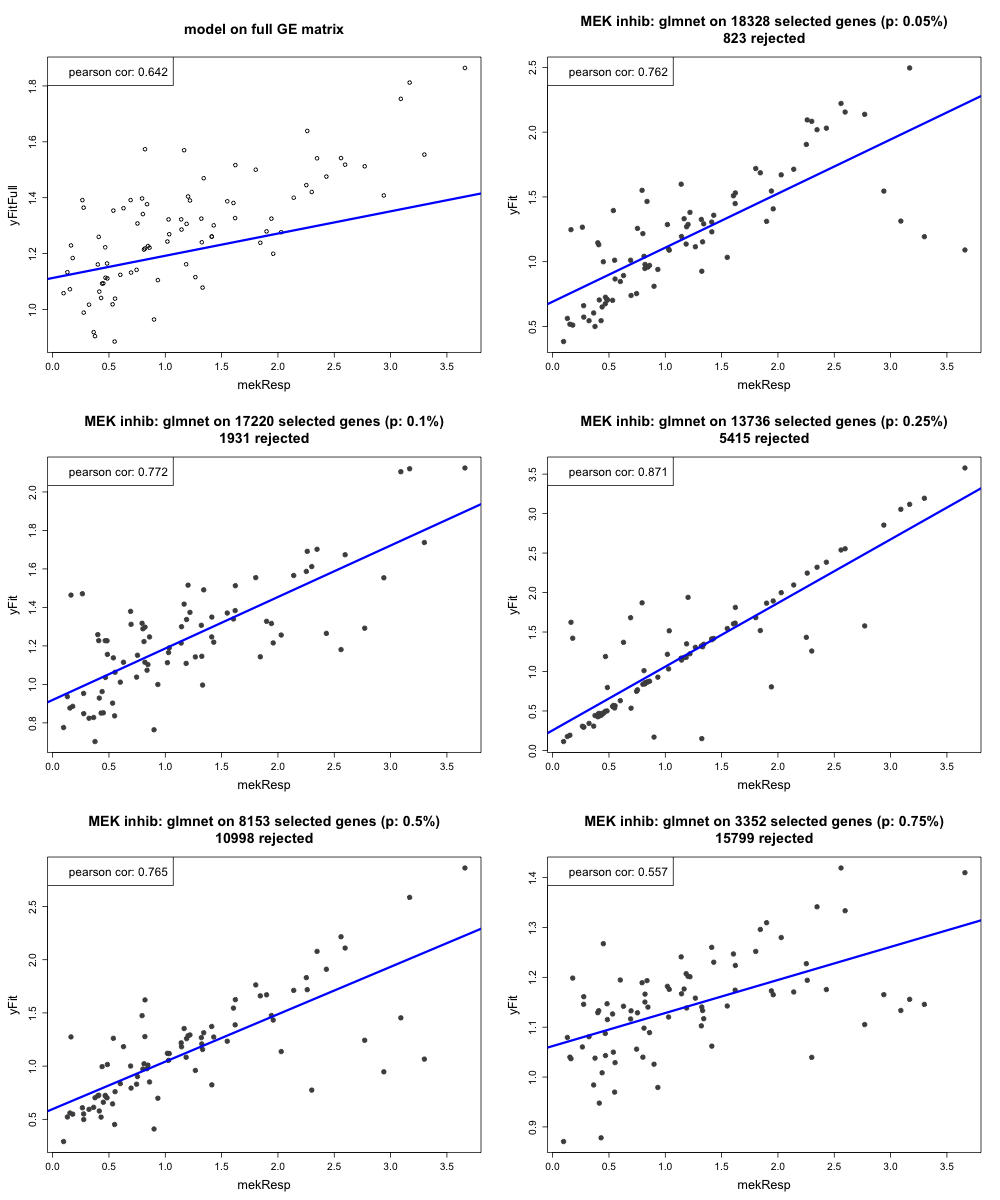 model on full GE matrix
pearson cor: 0.642
yFitFull
1.0 1.2 1.4 1.6 1.8
0.0 0.5 1.0 1.5 2.0 2.5 3.0 3.5
mekResp
MEK inhib: glmnet on 18328 selected genes (p: 0.05%)
823 rejected
pearson cor: 0.762
yFit
0.5 1.0 1.5 2.0 2.5
0.0 0.5 1.0 1.5 2.0 2.5 3.0 3.5
mekResp
MEK inhib: glmnet on 17220 selected genes (p: 0.1%)
1931 rejected
pearson cor: 0.772
yFit
0.8 1.0 1.2 1.4 1.6 1.8 2.0
0.0 0.5 1.0 1.5 2.0 2.5 3.0 3.5
mekResp
MEK inhib: glmnet on 13736 selected genes (p: 0.25%)
5415 rejected
pearson cor: 0.871
yFit
0.0 0.5 1.0 1.5 2.0 2.5 3.0 3.5
0.0 0.5 1.0 1.5 2.0 2.5 3.0 3.5
mekResp
MEK inhib: glmnet on 8153 selected genes (p: 0.5%)
10998 rejected
pearson cor: 0.765
yFit
0.5 1.0 1.5 2.0 2.5
0.0 0.5 1.0 1.5 2.0 2.5 3.0 3.5
mekResp
MEK inhib: glmnet on 3352 selected genes (p: 0.75%)
15799 rejected
pearson cor: 0.557
yFit
0.9 1.0 1.1 1.2 1.3 1.4
0.0 0.5 1.0 1.5 2.0 2.5 3.0 3.5
mekResp